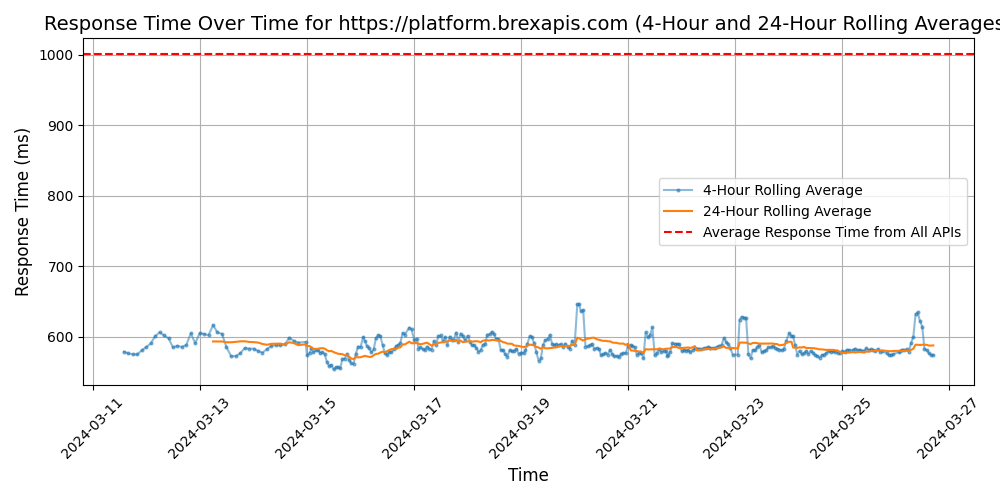 Response Time Over Time for https://platform.brexapis.com (4-Hour and 24-Hour Rolling Averages
Response Time (ms)
1000
900
800
700
600
4-Hour Rolling Average
24-Hour Rolling Average
Average Response Time from All APIs
2024-03-11
2024-03-13
2024-03-15
2024-03-17
2024-03-19
2024-03-21
2024-03-23
2024-03-25
2024-03-27
Time